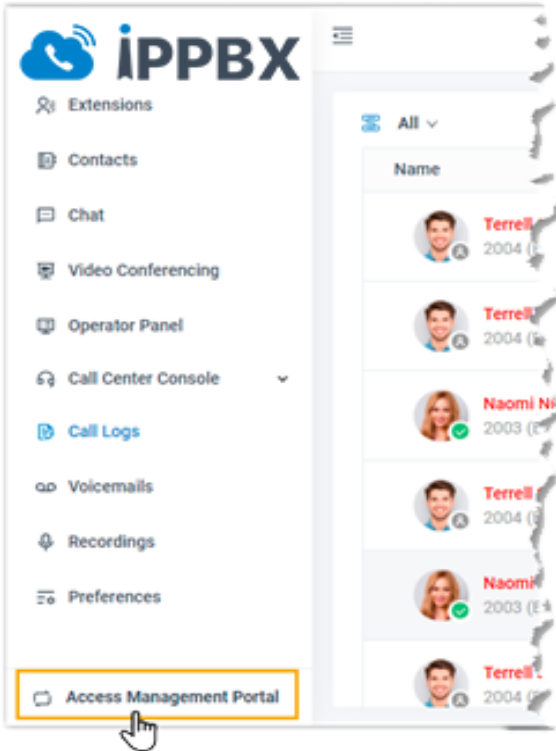 iPPBX
Extensions
Contacts
Chat
Video Conferencing
Operator Panel
Call Center Console
Call Logs
Voicemails
Recordings
Preferences
Access Management Portal
All
Name
Terrell
2004
Terrell
2004
Naomi
2003
Terrell
2004
Naomi
2003
Terrell
2004